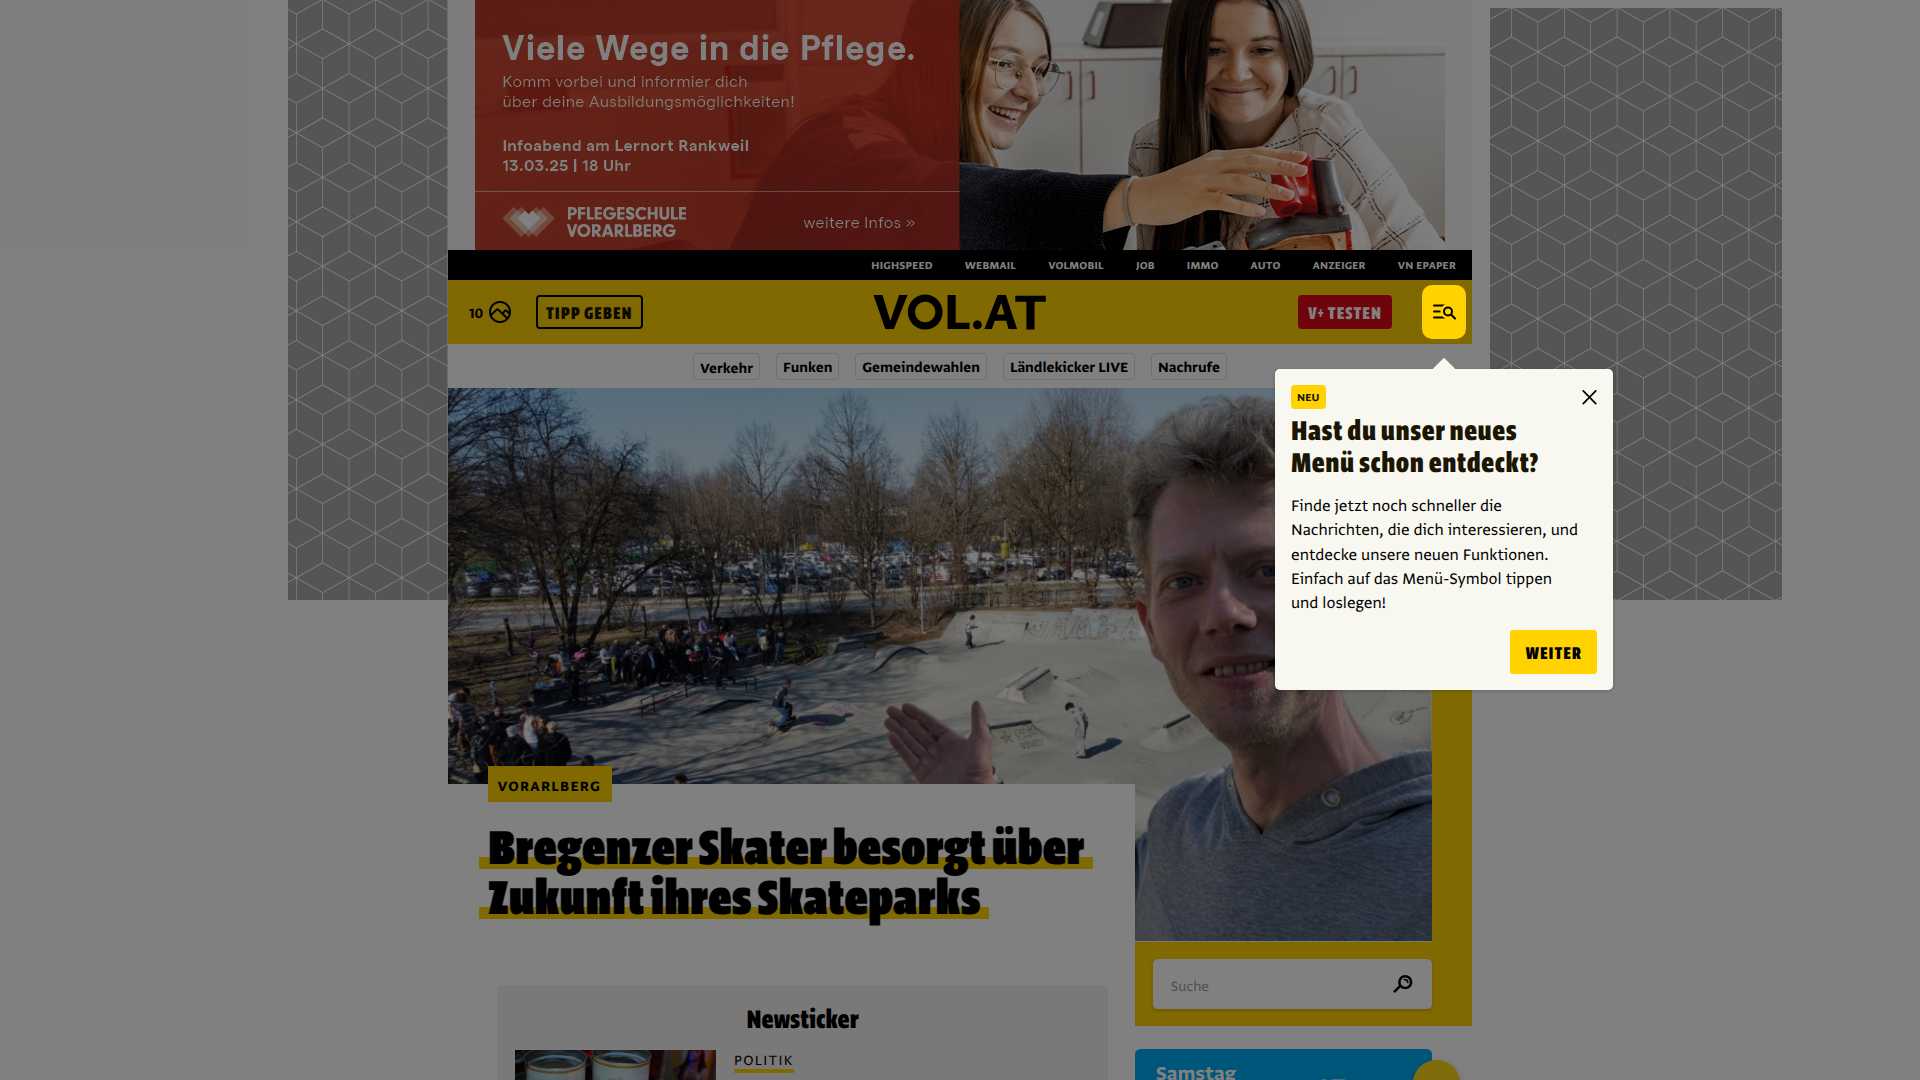 Viele Wege in die Pflege.
Komm vorbei und informier dich
über deine Ausbildungsmöglichkeiten!
Infoabend am Lernort Rankweil
13.03.25 | 18 Uhr
PFLEGESCHULE
VORARLBERG
weitere Infos »
HIGHSPEED WEBMAIL VOLMOBIL JOB IMMO AUTO ANZEIGER VN EPAPER
10 TIPP GEBEN VOL.AT V+ TESTEN
Verkehr Funken Gemeindewahlen Ländlekicker LIVE Nachrufe
NEU
Hast du unser neues
Menü schon entdeckt?
Finde jetzt noch schneller die
Nachrichten, die dich interessieren, und
entdecke unsere neuen Funktionen.
Einfach auf das Menü-Symbol tippen
und loslegen!
WEITER
VORARLBERG
Bregenzer Skater besorgt über
Zukunft ihres Skateparks
Suche
Newsticker
POLITIK
Samstag